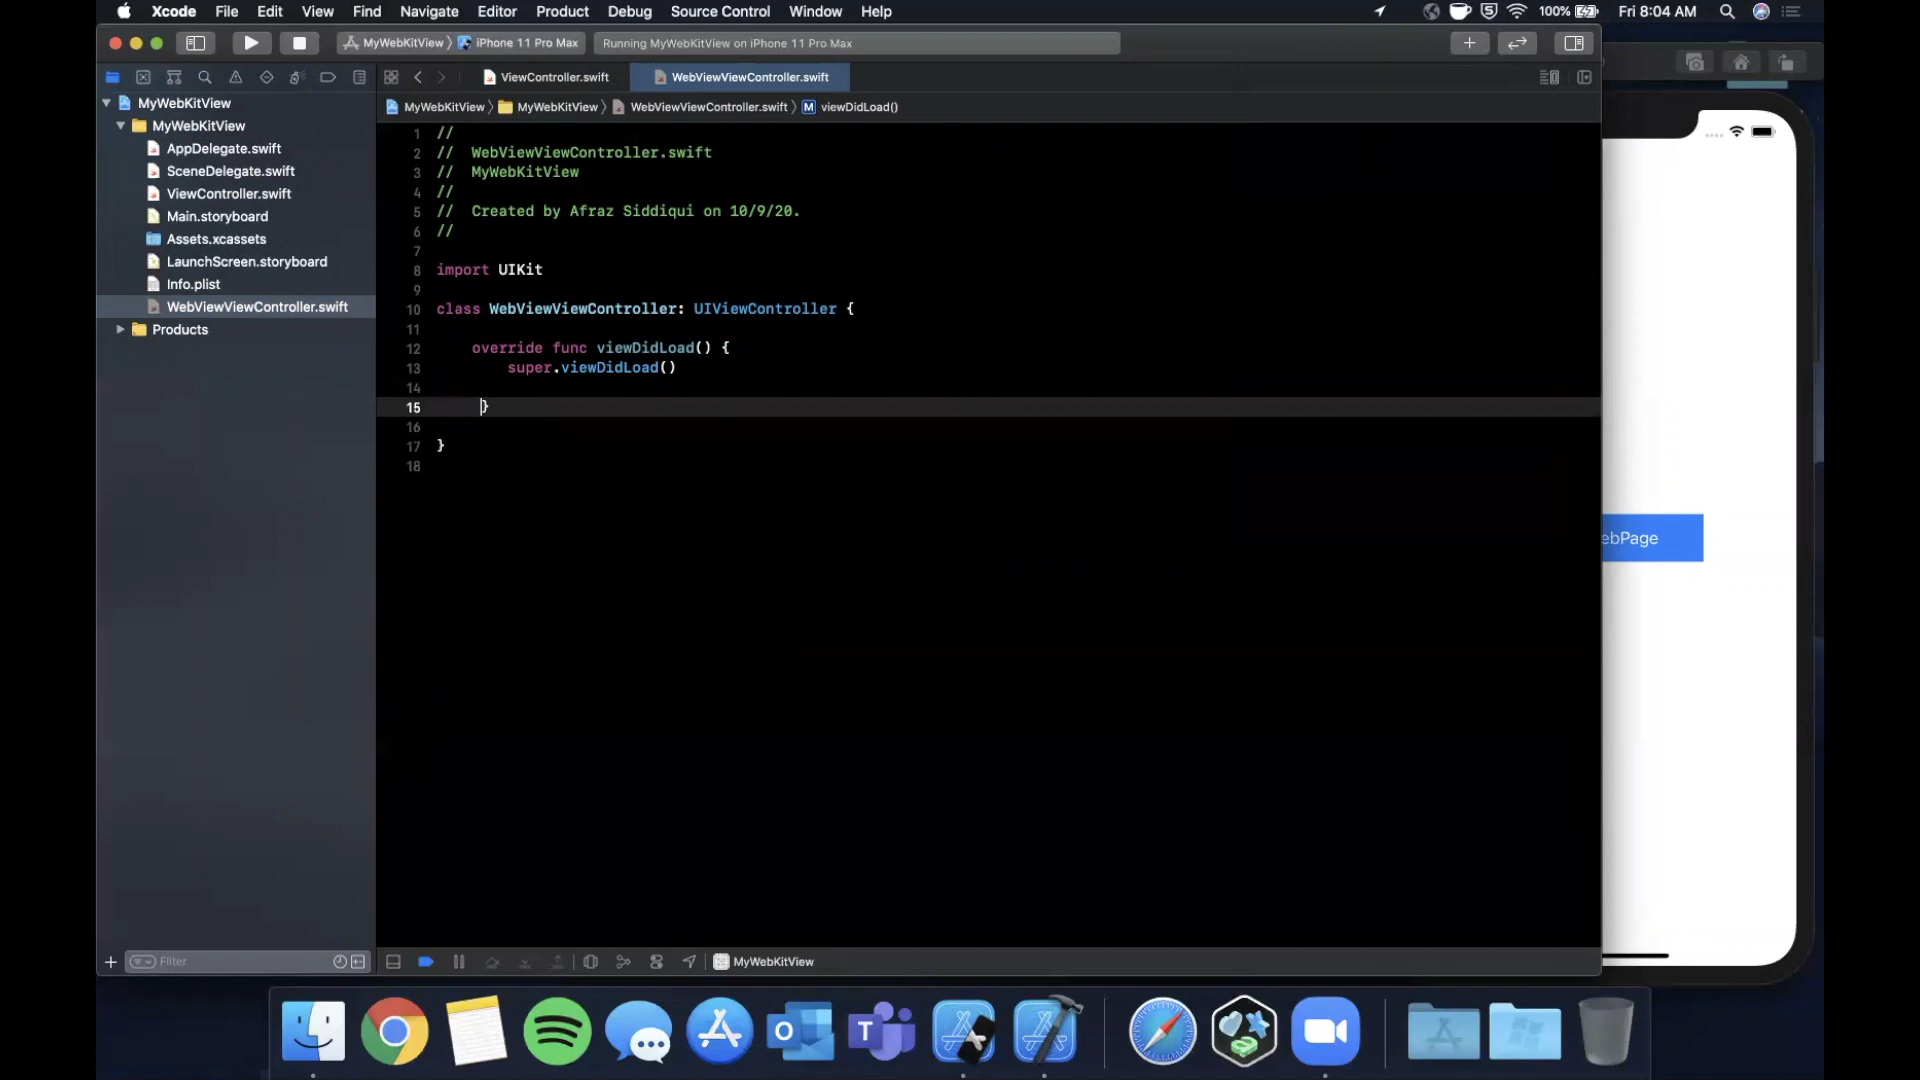 Xcode File Edit View Find Navigate Editor Product Debug Source Control Window Help 100% Fri 8:04 AM
MyWebKitView iPhone 11 Pro Max Running MyWebKitView on iPhone 11 Pro Max
ViewController.swift WebViewViewController.swift
MyWebKitView MyWebKitView WebViewViewController.swift M viewDidLoad()
MyWebKitView
MyWebKitView
AppDelegate.swift
SceneDelegate.swift
ViewController.swift
Main.storyboard
Assets.xcassets
LaunchScreen.storyboard
Info.plist
WebViewViewController.swift
Products
Filter
1 //
2 // WebViewViewController.swift
3 // MyWebKitView
4 //
5 // Created by Afraz Siddiqui on 10/9/20.
6 //
7
8 import UIKit
9
10 class WebViewViewController: UIViewController {
11
12 override func viewDidLoad() {
13 super.viewDidLoad()
14
15 }
16
17 }
18
ebPage
MyWebKitView